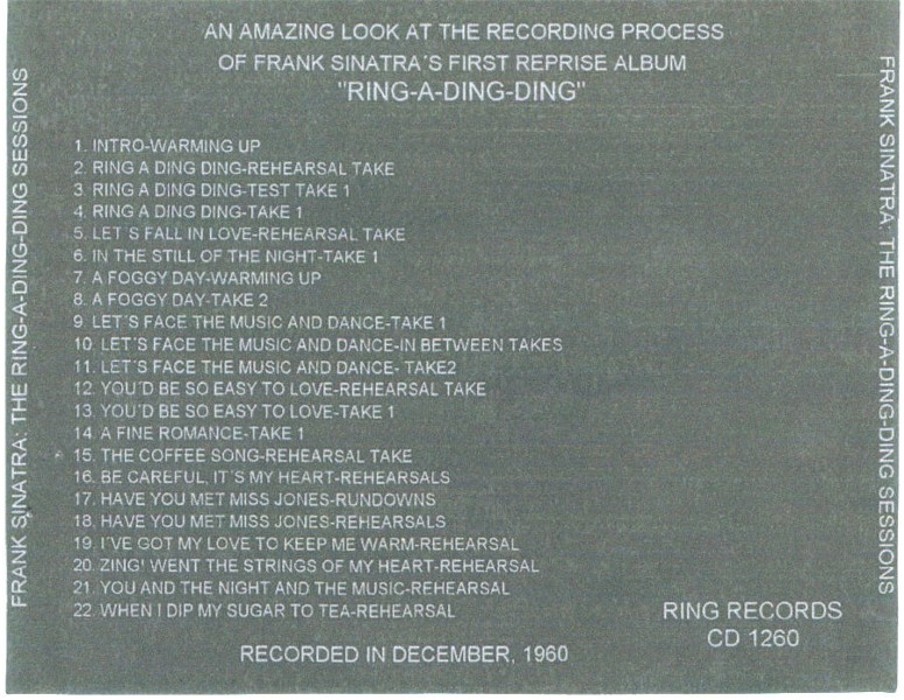 AN AMAZING LOOK AT THE RECORDING PROCESS
OF FRANK SINATRA´S FIRST REPRISE ALBUM
"RING-A-DING-DING"
1. INTRO-WARMING UP
2. RING A DING DING-REHEARSAL TAKE
3. RING A DING DING-TEST TAKE 1
4. RING A DING DING-TAKE 1
5. LET´S FALL IN LOVE-REHEARSAL TAKE
6. IN THE STILL OF THE NIGHT-TAKE 1
7. A FOGGY DAY-WARMING UP
8. A FOGGY DAY-TAKE 2
9. LET´S FACE THE MUSIC AND DANCE-TAKE 1
10. LET´S FACE THE MUSIC AND DANCE-IN BETWEEN TAKES
11. LET´S FACE THE MUSIC AND DANCE- TAKE2
12. YOU´D BE SO EASY TO LOVE-REHEARSAL TAKE
13. YOU´D BE SO EASY TO LOVE-TAKE 1
14. A FINE ROMANCE-TAKE 1
15. THE COFFEE SONG-REHEARSAL TAKE
16. BE CAREFUL, IT´S MY HEART-REHEARSALS
17. HAVE YOU MET MISS JONES-RUNDOWNS
18. HAVE YOU MET MISS JONES-REHEARSALS
19. I´VE GOT MY LOVE TO KEEP ME WARM-REHEARSAL
20. ZING! WENT THE STRINGS OF MY HEART-REHEARSAL
21. YOU AND THE NIGHT AND THE MUSIC-REHEARSAL
22. WHEN I DIP MY SUGAR TO TEA-REHEARSAL
RING RECORDS
CD 1260
RECORDED IN DECEMBER, 1960
FRANK SINATRA: THE RING-A-DING-DING SESSIONS
FRANK SINATRA: THE RING-A-DING-DING SESSIONS